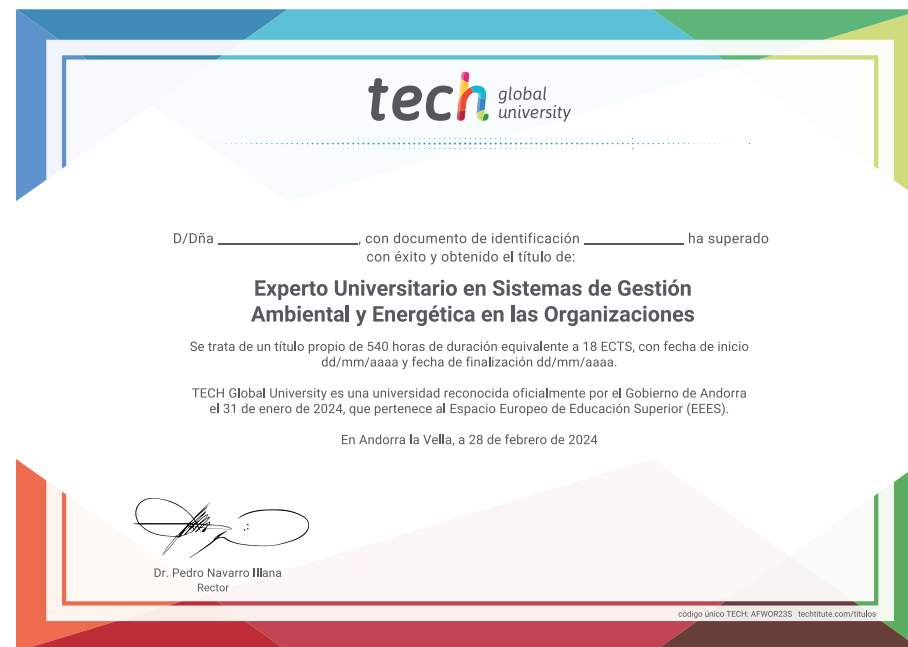 tech global university
D/Dña ____________________, con documento de identificación ______________ ha superado
con éxito y obtenido el título de:
Experto Universitario en Sistemas de Gestión
Ambiental y Energética en las Organizaciones
Se trata de un título propio de 540 horas de duración equivalente a 18 ECTS, con fecha de inicio
dd/mm/aaaa y fecha de finalización dd/mm/aaaa.
TECH Global University es una universidad reconocida oficialmente por el Gobierno de Andorra
el 31 de enero de 2024, que pertenece al Espacio Europeo de Educación Superior (EEES).
En Andorra la Vella, a 28 de febrero de 2024
Dr. Pedro Navarro Illana
Rector
código único TECH: AFWOR23S techtitute.com/titulos